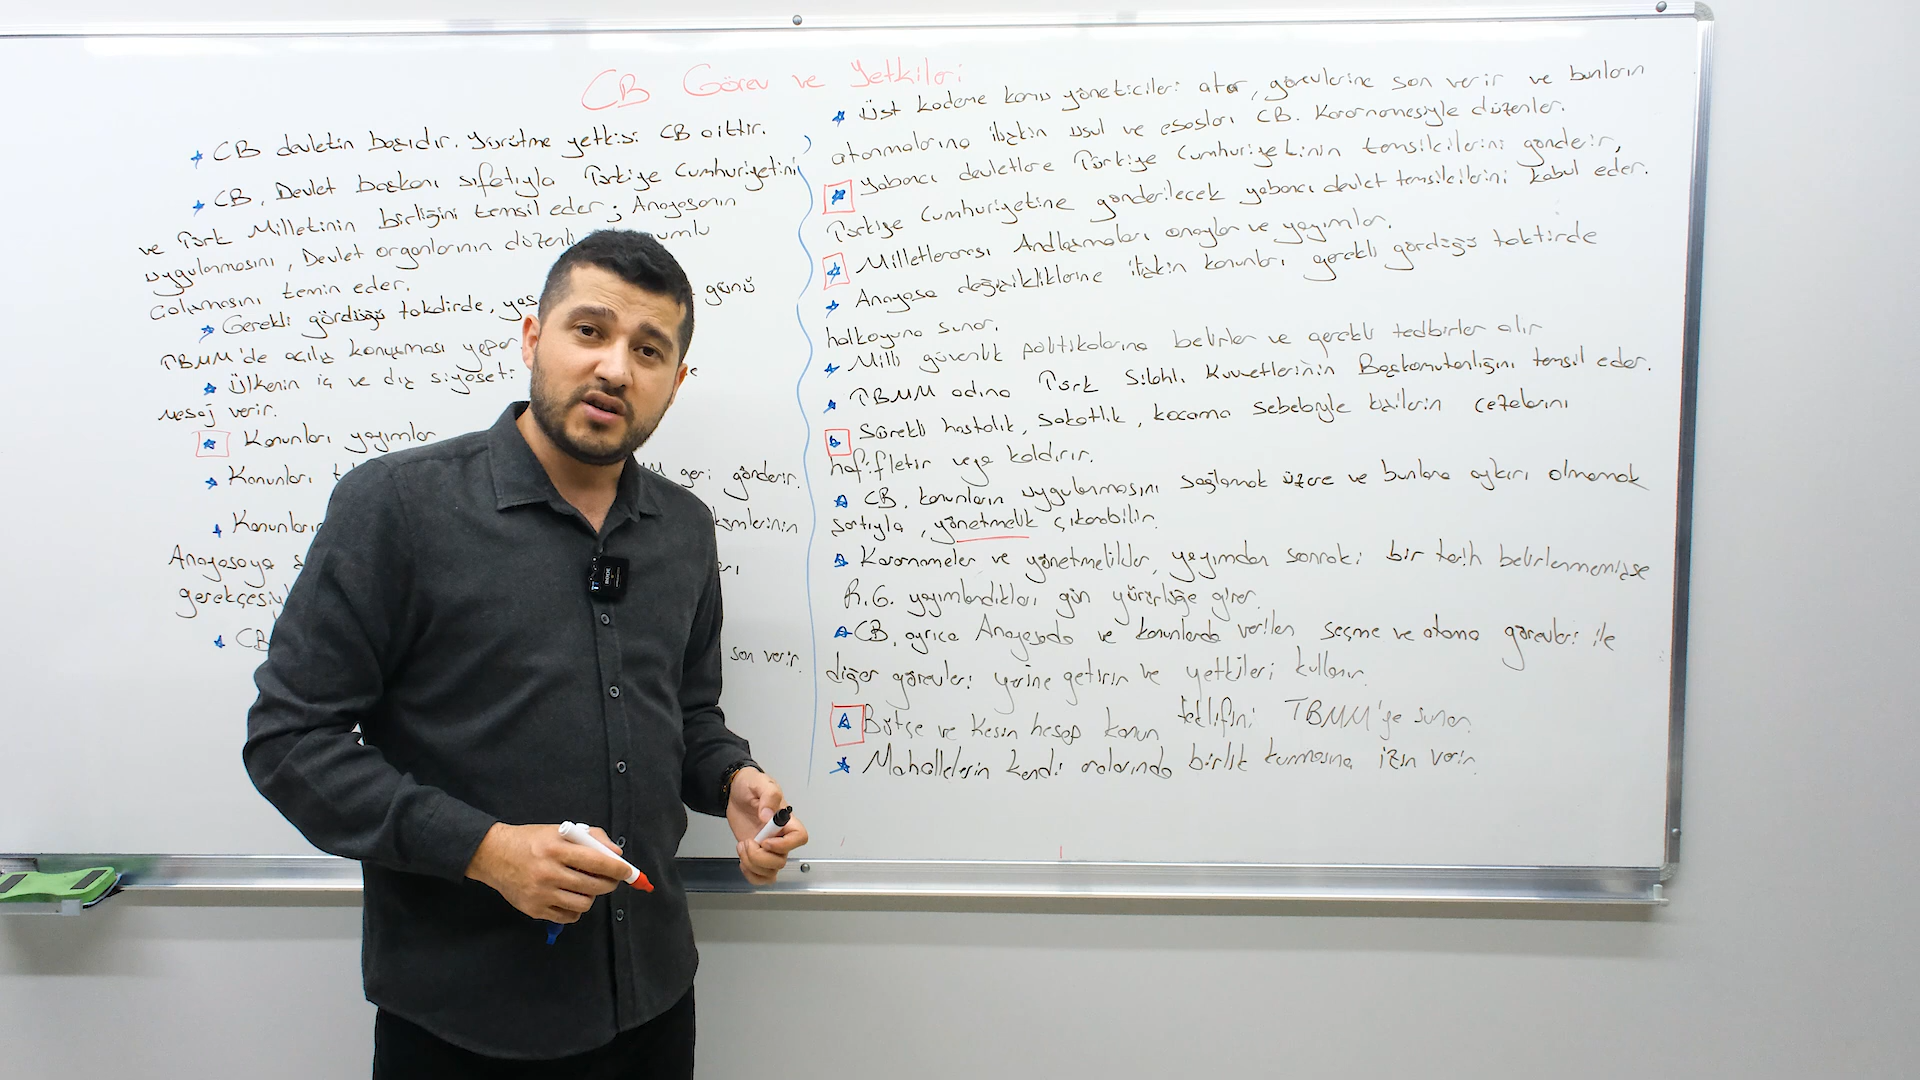 CB Görev ve Yetkileri
CB devletin başıdır. Yürütme yetkisi CB aittir.
CB, Devlet başkanı sıfatıyla Türkiye Cumhuriyetini
ve Türk Milletinin birliğini temsil eder; Anayasanın
uygulanmasını, Devlet organlarının düzenli
çalışmasını temin eder.
Gerekli gördüğü takdirde, yas günü
TBMM'de açılış konuşması yapar
Ülkenin iç ve dış siyaseti
mesaj verir.
Kanunları yayımlar
Kanunları geri gönderir.
Kanunların
Anayasaya
gerekçesiyle
CB son verir.
Üst kademe kamu yöneticileri atar, görevlerine son verir ve bunların
atanmalarına ilişkin usul ve esasları CB. Kararnamesiyle düzenler.
Yabancı devletlere Türkiye Cumhuriyetinin temsilcilerini gönderir,
Türkiye Cumhuriyetine gönderilecek yabancı devlet temsilcilerini kabul eder.
Milletlerarası Andlaşmaları onaylar ve yayımlar.
Anayasa değişikliklerine ilişkin kanunları gerekli gördüğü taktirde
halkoyuna sunar.
Milli güvenlik politikalarını belirler ve gerekli tedbirler alır
TBMM adına Türk Silahlı Kuvvetlerinin Başkomutanlığını temsil eder.
Sürekli hastalık, sakatlık, kocama sebebiyle kişilerin cezalarını
hafifletir veya kaldırır.
CB, kanunların uygulanmasını sağlamak üzere ve bunlara aykırı olmamak
şartıyla, yönetmelik çıkarabilir.
Kararnameler ve yönetmelikler, yayımdan sonraki bir tarih belirlenmemişse
R.G. yayımlandıkları gün yürürlüğe girer.
CB, ayrıca Anayasada ve kanunlarda verilen seçme ve atama görevleri ile
diğer görevleri yerine getirir ve yetkileri kullanır.
Bütçe ve Kesin hesap kanun teklifini TBMM'ye sunar.
Mahallelerin kendi aralarında birlik kurmasına izin verir.